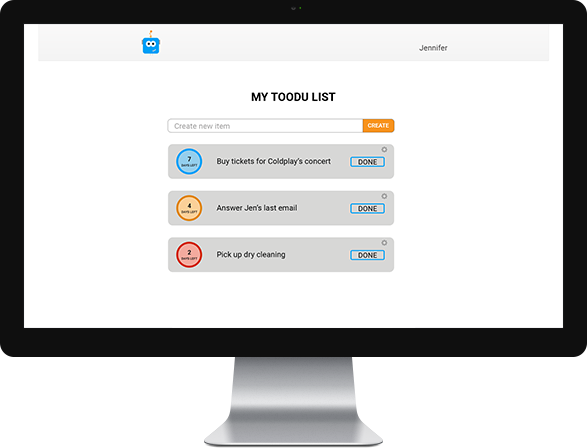 Jennifer
MY TOODU LIST
Create new item
CREATE
7
DAYS LEFT
Buy tickets for Coldplay's concert
DONE
4
DAYS LEFT
Answer Jen's last email
DONE
2
DAYS LEFT
Pick up dry cleaning
DONE